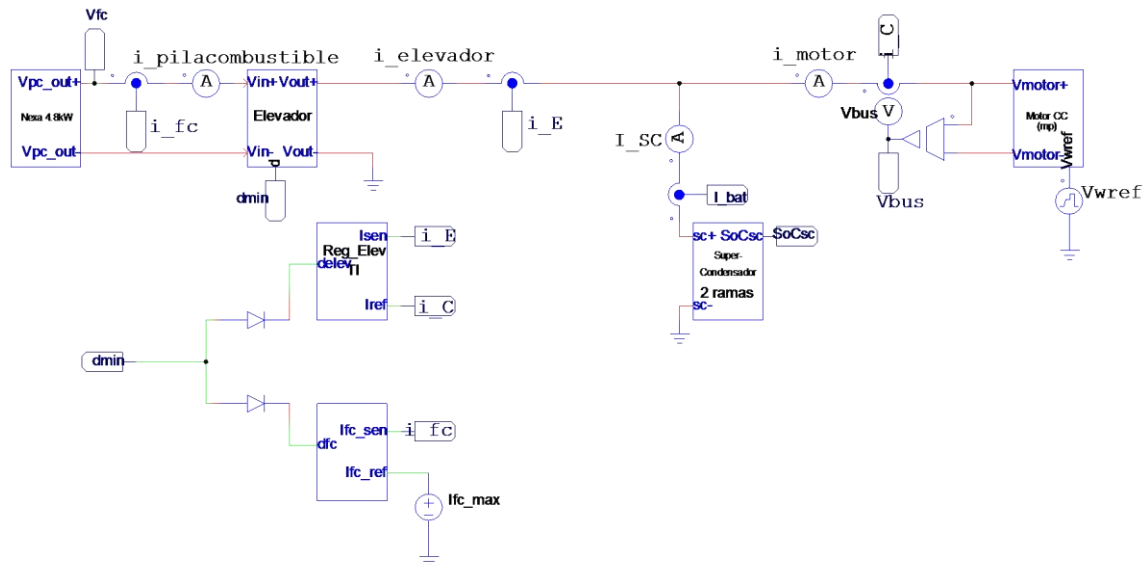 Vfc
i_pilacombustible
i_elevador
i_motor
i_C
Vpc_out+
Nexa 4.8kW
Vpc_out
A
Vin+
Vout+
Elevador
Vin-
Vout
d
A
A
Vbus
V
Vmotor+
Motor CC
(mp)
Vmotor-
Vwref
i_fc
i_E
I_SC
A
dmin
I_bat
Vbus
Vwref
sc+
SoCsc
SoCsc
Super-
Condensador
2 ramas
sc-
Isen
i_E
Reg_Elev
delev
TI
Iref
i_C
dmin
Ifc_sen
i_fc
dfc
Ifc_ref
Ifc_max